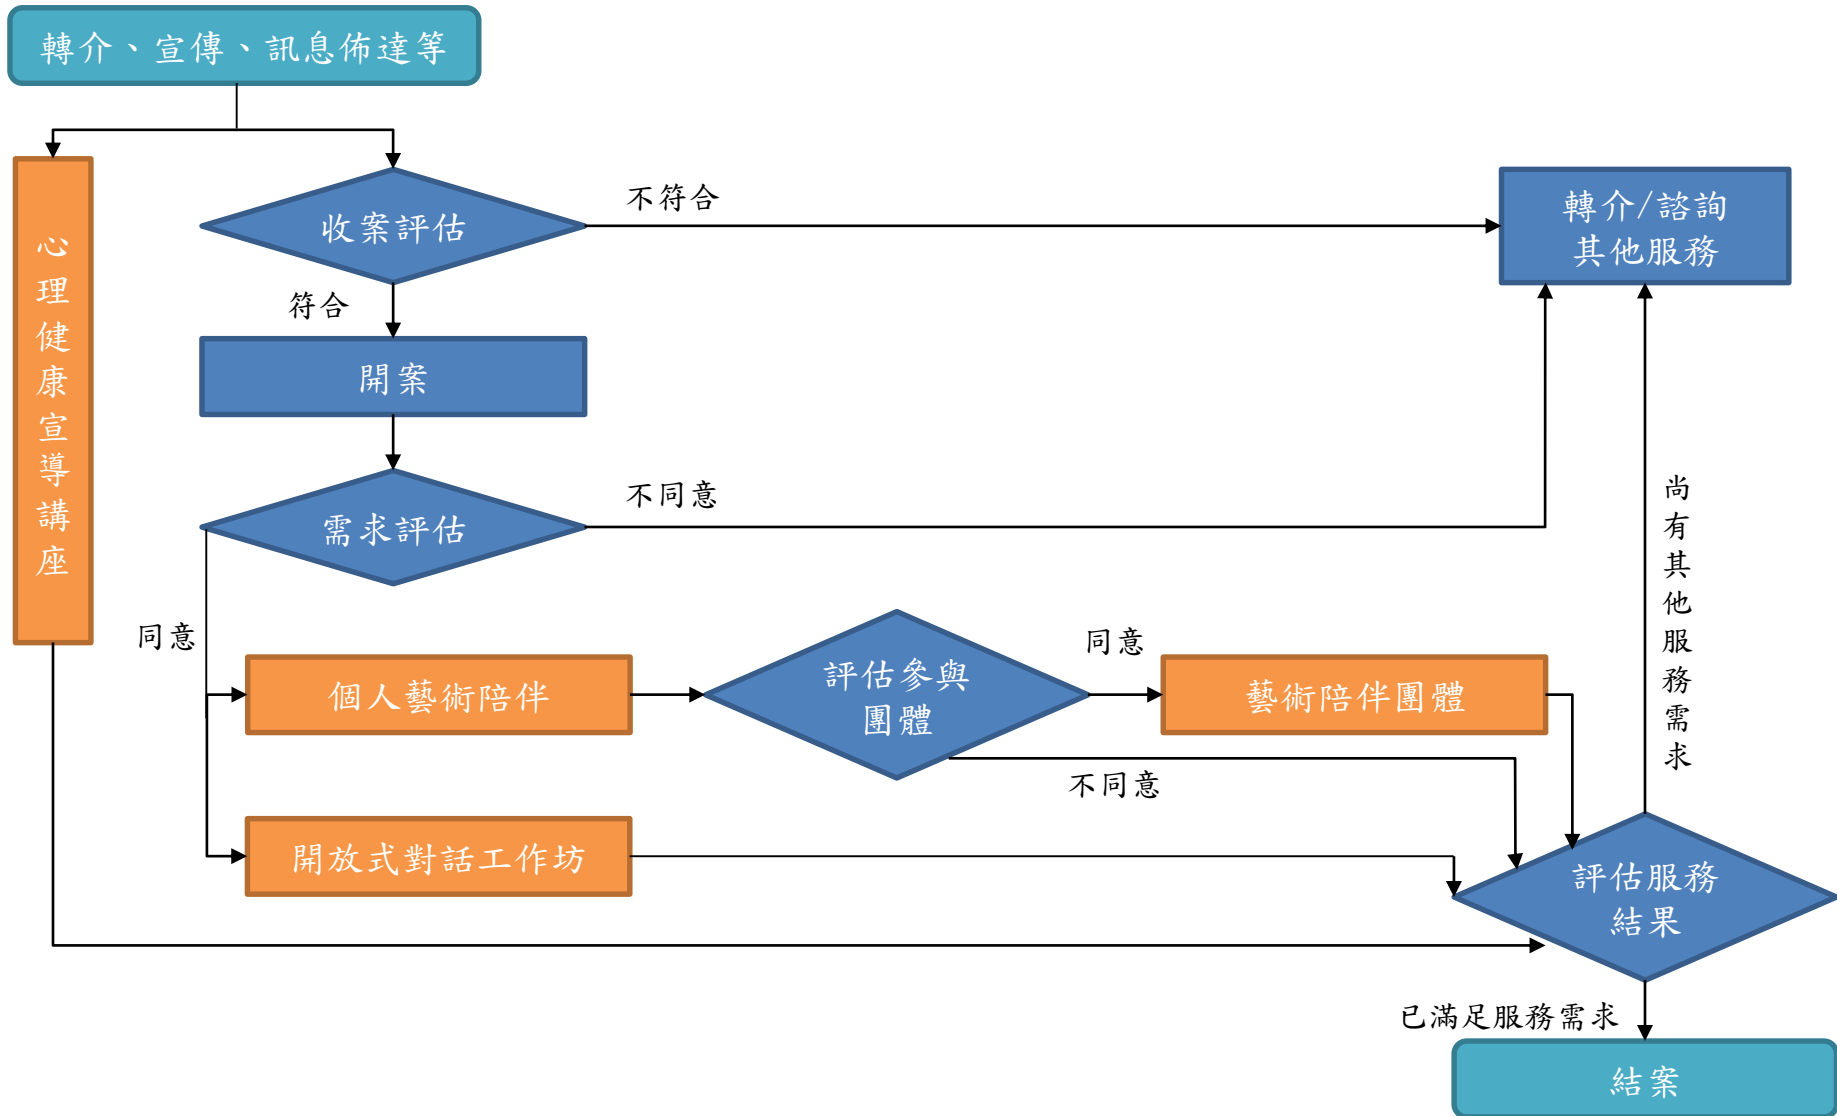 轉介、宣傳、訊息佈達等
心理健康宣導講座
收案評估
不符合
轉介/諮詢
其他服務
符合
開案
需求評估
不同意
尚有其他服務需求
同意
個人藝術陪伴
評估參與
團體
同意
藝術陪伴團體
不同意
開放式對話工作坊
評估服務
結果
已滿足服務需求
結案